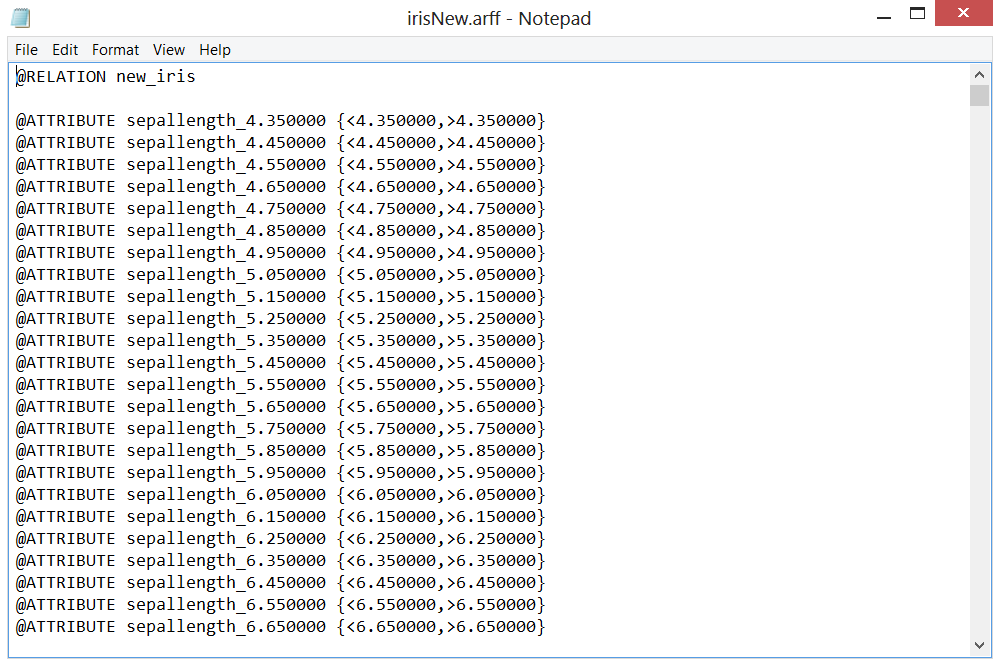 irisNew.arff - Notepad
File Edit Format View Help
@RELATION new_iris
@ATTRIBUTE sepallength_4.350000 {<4.350000,>4.350000}
@ATTRIBUTE sepallength_4.450000 {<4.450000,>4.450000}
@ATTRIBUTE sepallength_4.550000 {<4.550000,>4.550000}
@ATTRIBUTE sepallength_4.650000 {<4.650000,>4.650000}
@ATTRIBUTE sepallength_4.750000 {<4.750000,>4.750000}
@ATTRIBUTE sepallength_4.850000 {<4.850000,>4.850000}
@ATTRIBUTE sepallength_4.950000 {<4.950000,>4.950000}
@ATTRIBUTE sepallength_5.050000 {<5.050000,>5.050000}
@ATTRIBUTE sepallength_5.150000 {<5.150000,>5.150000}
@ATTRIBUTE sepallength_5.250000 {<5.250000,>5.250000}
@ATTRIBUTE sepallength_5.350000 {<5.350000,>5.350000}
@ATTRIBUTE sepallength_5.450000 {<5.450000,>5.450000}
@ATTRIBUTE sepallength_5.550000 {<5.550000,>5.550000}
@ATTRIBUTE sepallength_5.650000 {<5.650000,>5.650000}
@ATTRIBUTE sepallength_5.750000 {<5.750000,>5.750000}
@ATTRIBUTE sepallength_5.850000 {<5.850000,>5.850000}
@ATTRIBUTE sepallength_5.950000 {<5.950000,>5.950000}
@ATTRIBUTE sepallength_6.050000 {<6.050000,>6.050000}
@ATTRIBUTE sepallength_6.150000 {<6.150000,>6.150000}
@ATTRIBUTE sepallength_6.250000 {<6.250000,>6.250000}
@ATTRIBUTE sepallength_6.350000 {<6.350000,>6.350000}
@ATTRIBUTE sepallength_6.450000 {<6.450000,>6.450000}
@ATTRIBUTE sepallength_6.550000 {<6.550000,>6.550000}
@ATTRIBUTE sepallength_6.650000 {<6.650000,>6.650000}